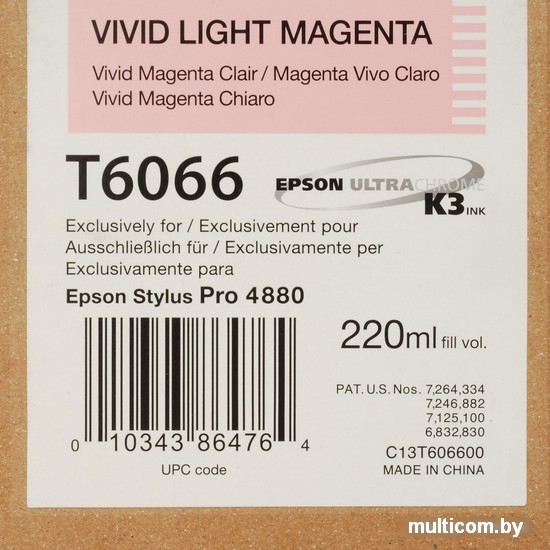 VIVID LIGHT MAGENTA
Vivid Magenta Clair / Magenta Vivo Claro
Vivid Magenta Chiaro
T6066
EPSON ULTRACHROME
K3 INK
Exclusively for / Exclusivement pour
Ausschließlich für / Exclusivamente per
Exclusivamente para
Epson Stylus Pro 4880
220ml fill vol.
PAT. U.S. Nos. 7,264,334
7,246,882
7,125,100
6,832,830
0 10343 86476 4
UPC code
C13T606600
MADE IN CHINA
multicom.by